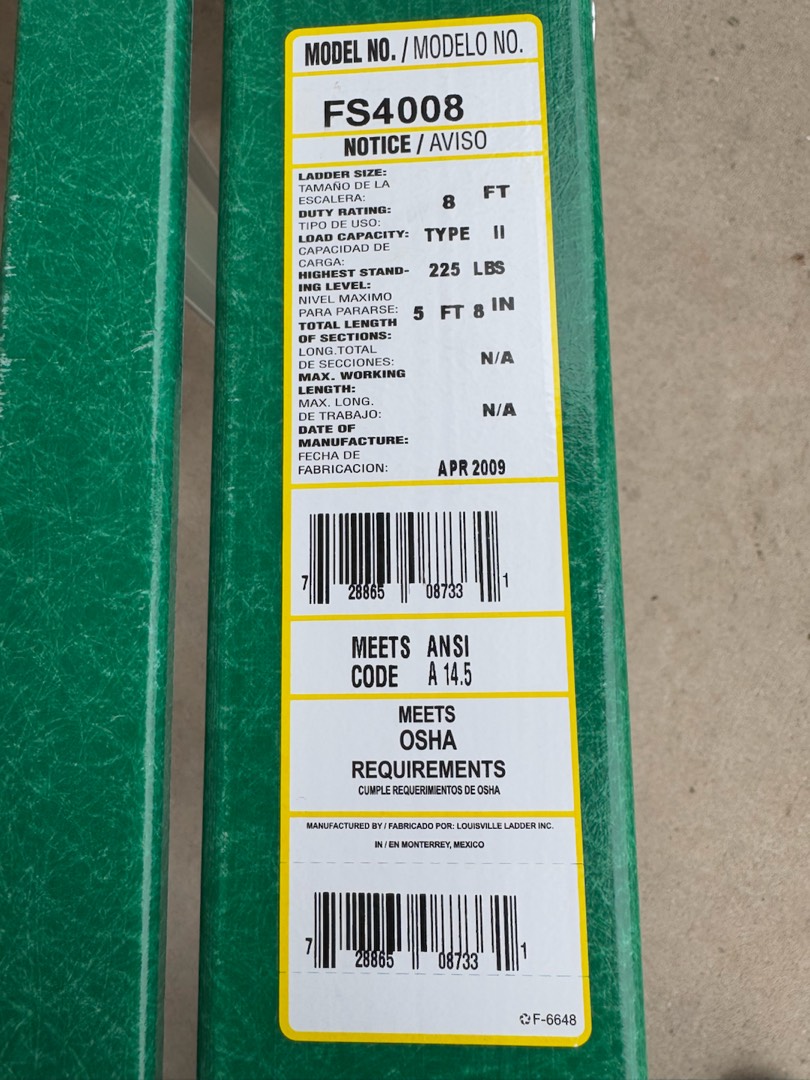 MODEL NO. / MODELO NO.
FS4008
NOTICE / AVISO
LADDER SIZE:
TAMAÑO DE LA
ESCALERA: 8 FT
DUTY RATING:
TIPO DE USO:
LOAD CAPACITY: TYPE II
CAPACIDAD DE
CARGA:
HIGHEST STAND- 225 LBS
ING LEVEL:
NIVEL MAXIMO
PARA PARARSE: 5 FT 8 IN
TOTAL LENGTH
OF SECTIONS:
LONG.TOTAL
DE SECCIONES: N/A
MAX. WORKING
LENGTH:
MAX. LONG.
DE TRABAJO: N/A
DATE OF
MANUFACTURE:
FECHA DE
FABRICACION: APR 2009
7 28865 08733 1
MEETS ANSI
CODE A 14.5
MEETS
OSHA
REQUIREMENTS
CUMPLE REQUERIMIENTOS DE OSHA
MANUFACTURED BY / FABRICADO POR: LOUISVILLE LADDER INC.
IN / EN MONTERREY, MEXICO
7 28865 08733 1
F-6648